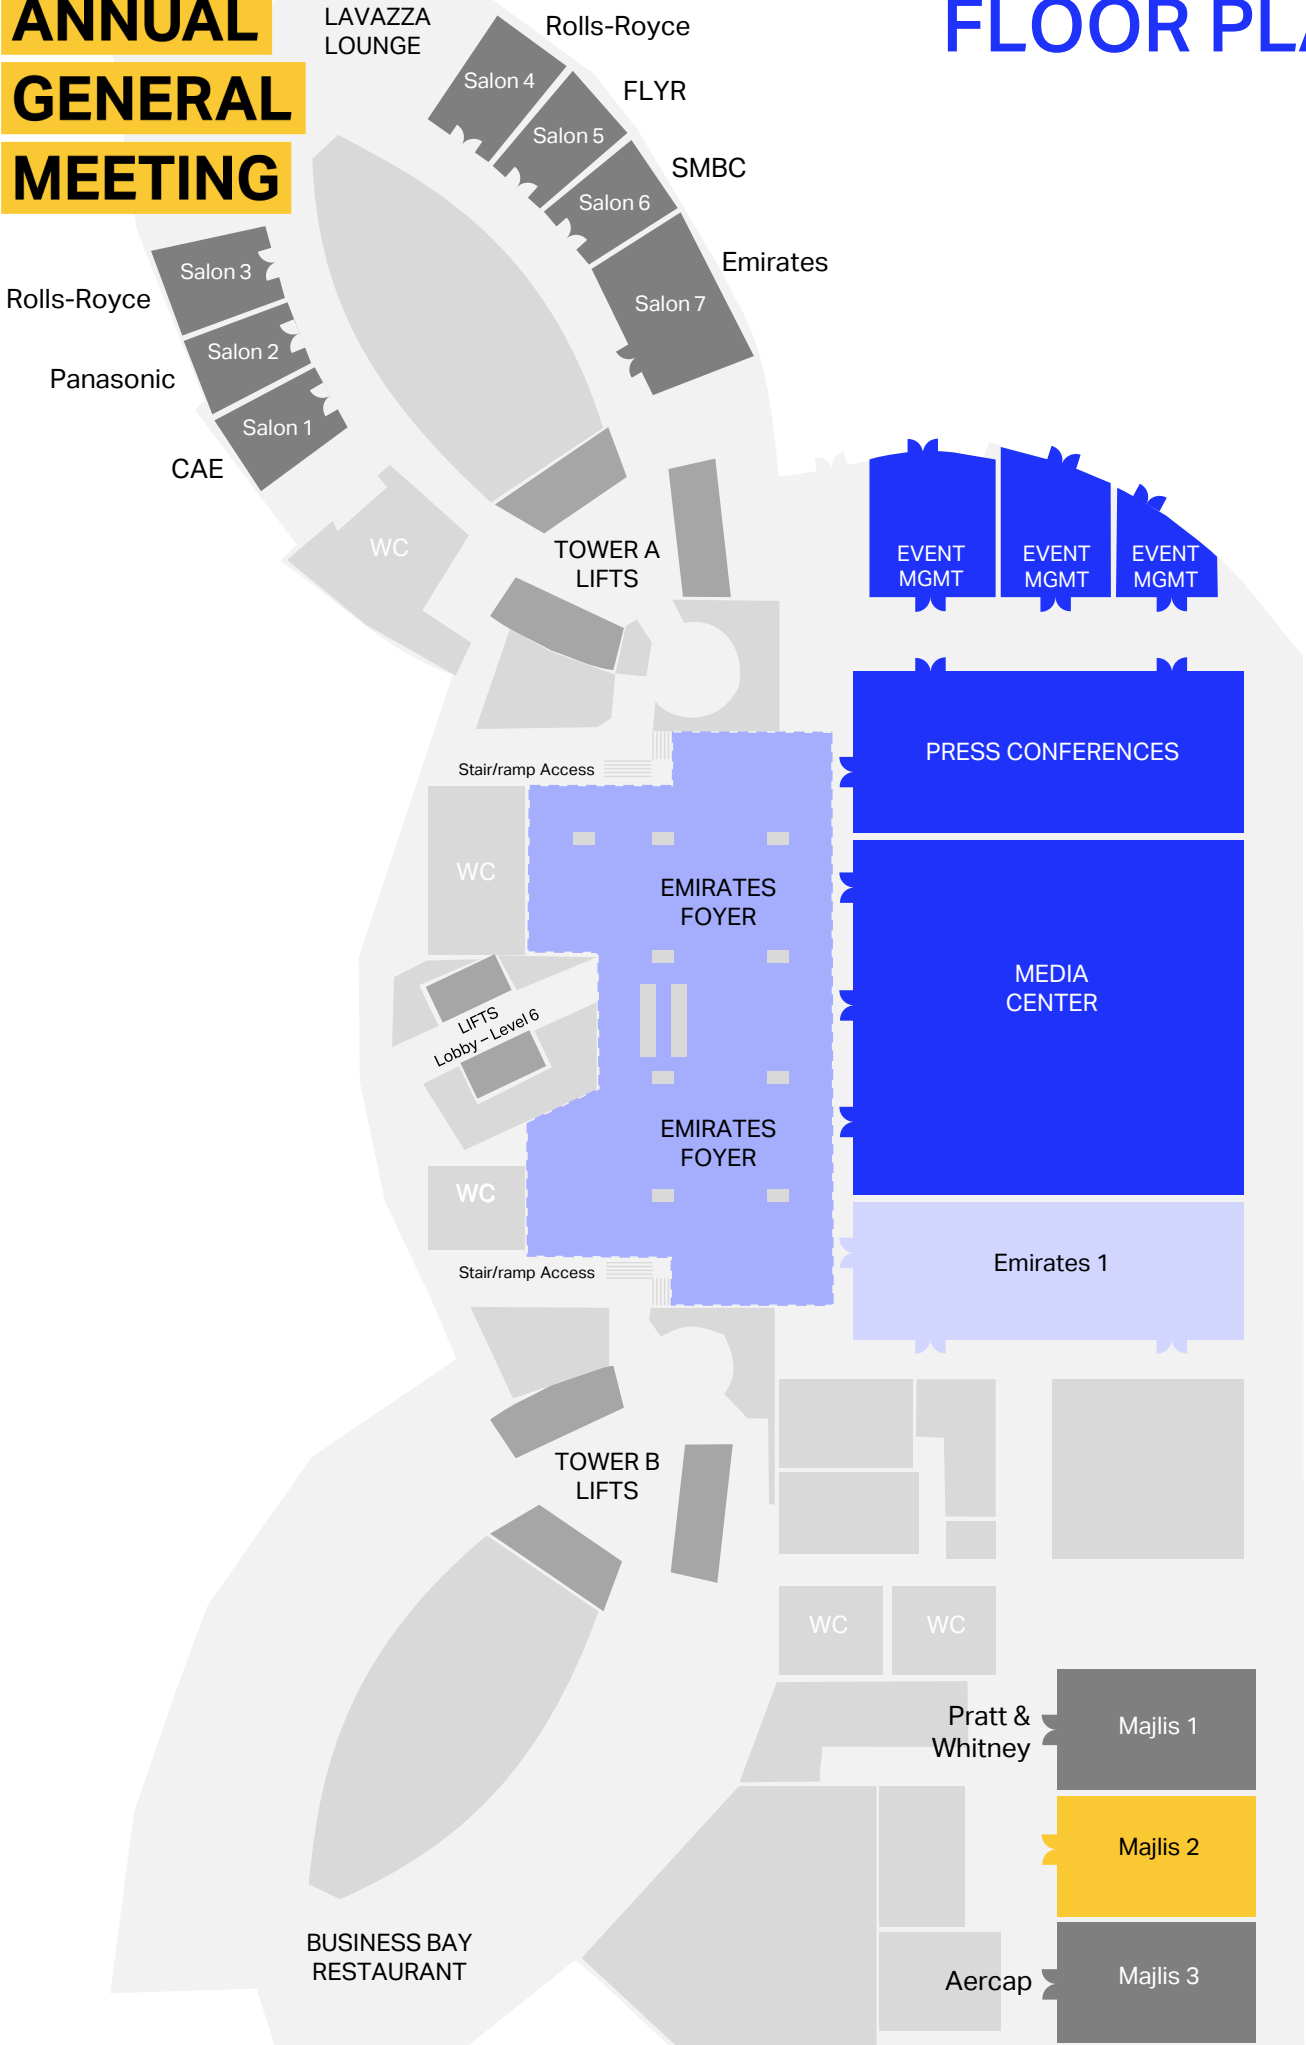 ANNUAL
GENERAL
MEETING
FLOOR PLA
LAVAZZA
LOUNGE
Rolls-Royce
Salon 4
FLYR
Salon 5
SMBC
Salon 6
Emirates
Salon 7
Salon 3
Rolls-Royce
Salon 2
Panasonic
Salon 1
CAE
WC
TOWER A
LIFTS
EVENT
MGMT
EVENT
MGMT
EVENT
MGMT
PRESS CONFERENCES
Stair/ramp Access
WC
EMIRATES
FOYER
MEDIA
CENTER
LIFTS
Lobby – Level 6
EMIRATES
FOYER
WC
Stair/ramp Access
Emirates 1
TOWER B
LIFTS
WC
WC
Pratt &
Whitney
Majlis 1
Majlis 2
BUSINESS BAY
RESTAURANT
Aercap
Majlis 3